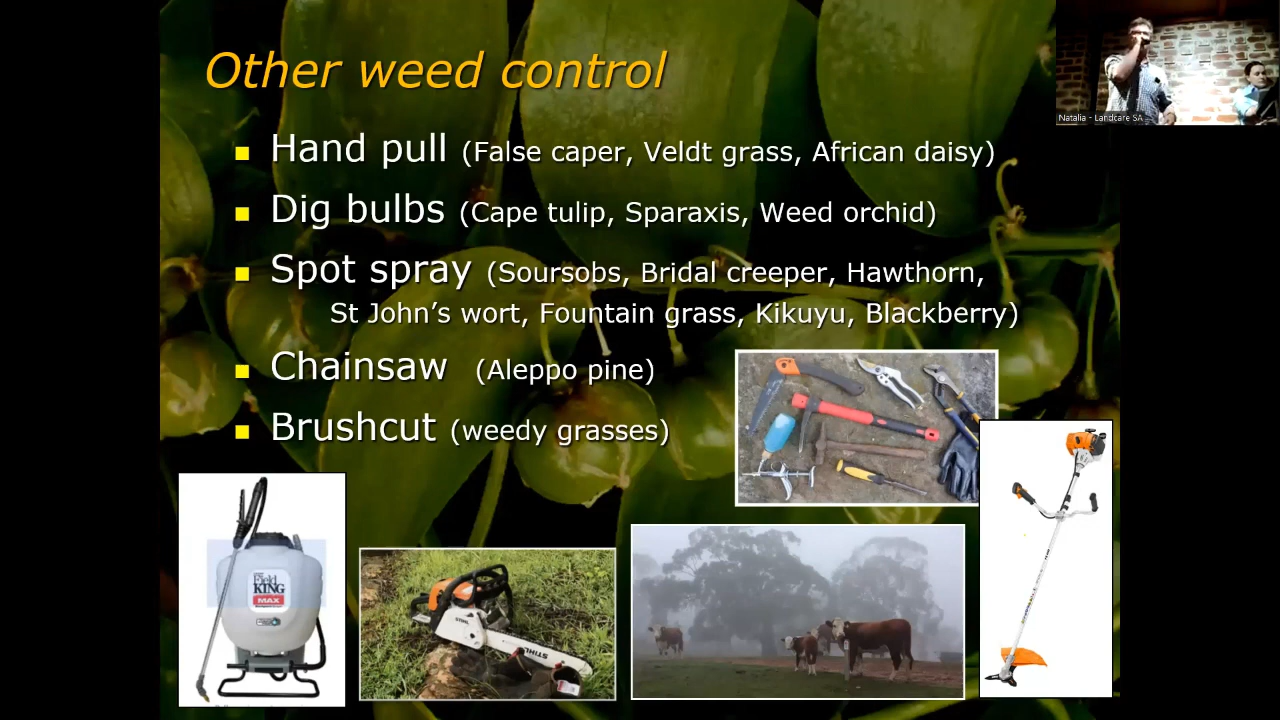 Other weed control
Natalia - Landcare SA
Hand pull (False caper, Veldt grass, African daisy)
Dig bulbs (Cape tulip, Sparaxis, Weed orchid)
Spot spray (Soursobs, Bridal creeper, Hawthorn,
St John’s wort, Fountain grass, Kikuyu, Blackberry)
Chainsaw (Aleppo pine)
Brushcut (weedy grasses)
Field
KING
MAX
STIHL
STIHL